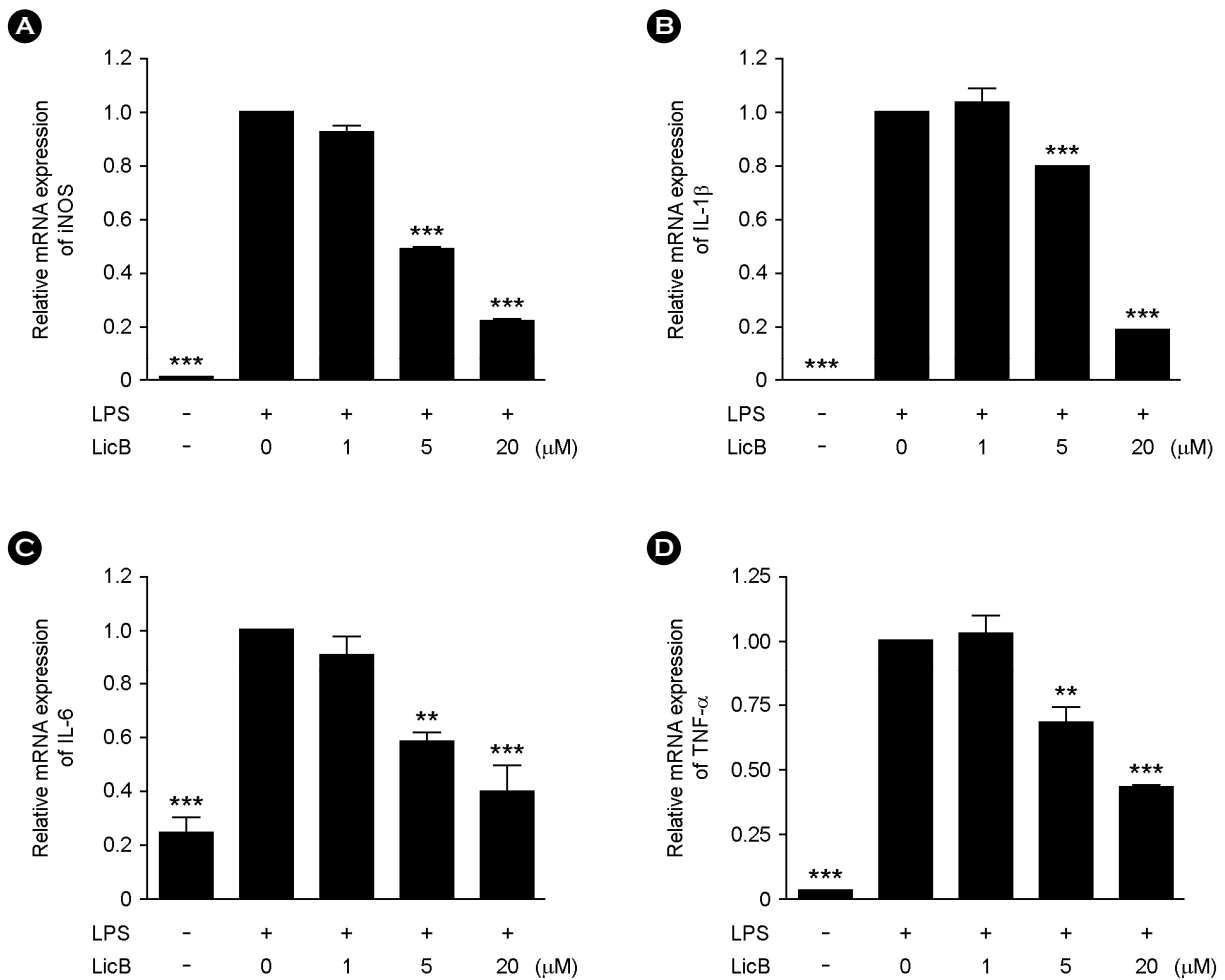 A
Relative mRNA expression
of iNOS
1.2
1.0
0.8
0.6
0.4
0.2
0
***
***
***
LPS - + + + +
LicB - 0 1 5 20 (μM)
B
Relative mRNA expression
of IL-1β
1.2
1.0
0.8
0.6
0.4
0.2
0
***
***
***
LPS - + + + +
LicB - 0 1 5 20 (μM)
C
Relative mRNA expression
of IL-6
1.2
1.0
0.8
0.6
0.4
0.2
0
***
**
***
LPS - + + + +
LicB - 0 1 5 20 (μM)
D
Relative mRNA expression
of TNF-α
1.25
1.00
0.75
0.50
0.25
0
***
**
***
LPS - + + + +
LicB - 0 1 5 20 (μM)